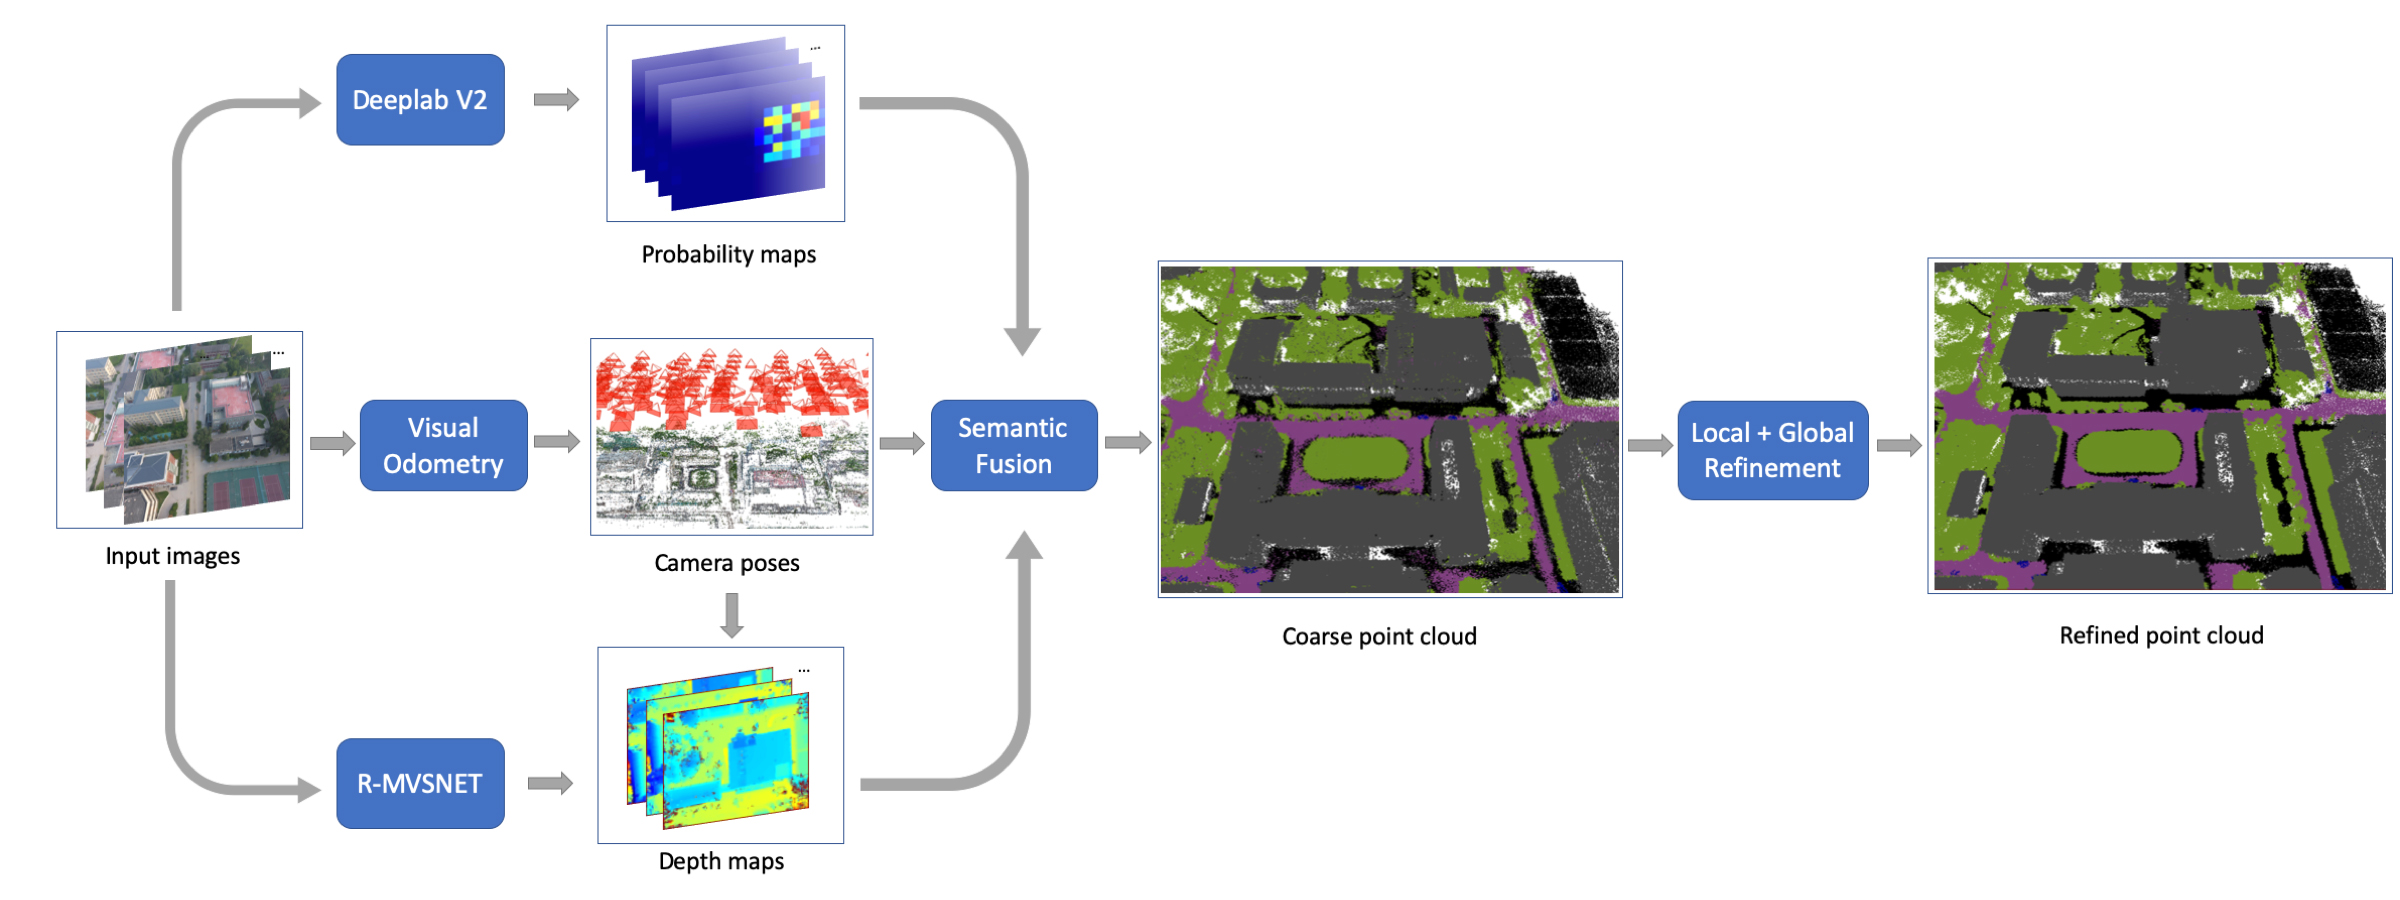 Deeplab V2
...
Probability maps
...
Input images
Visual
Odometry
Camera poses
Semantic
Fusion
Coarse point cloud
Local + Global
Refinement
Refined point cloud
R-MVSNET
...
Depth maps